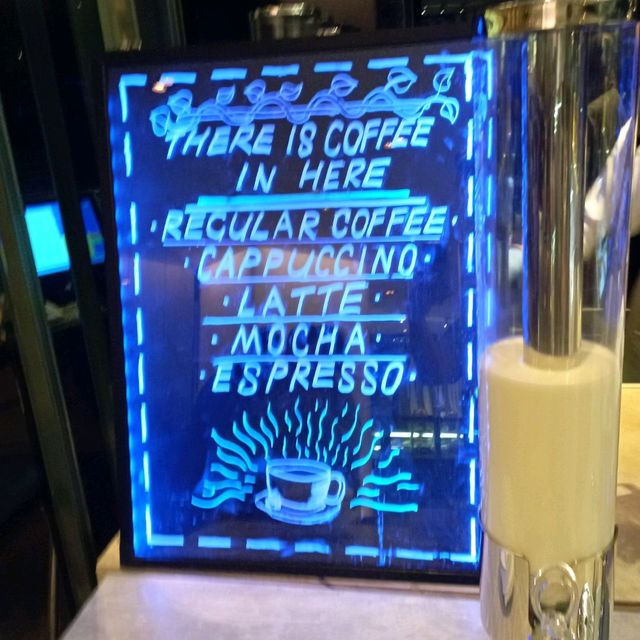 THERE IS COFFEE
IN HERE
· REGULAR COFFEE ·
· CAPPUCCINO ·
· LATTE ·
· MOCHA ·
· ESPRESSO ·